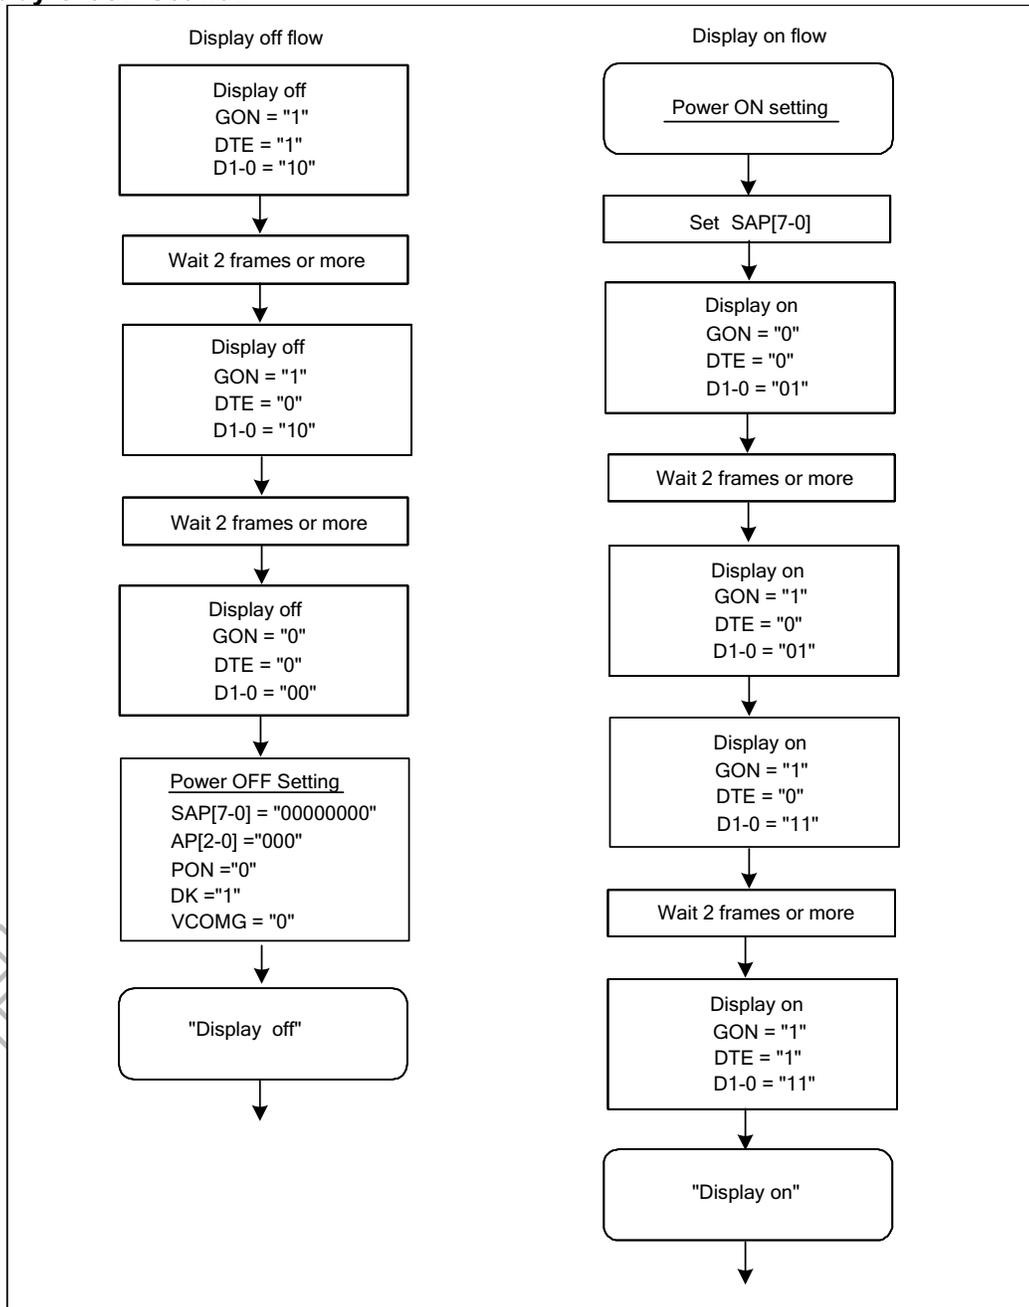 Display off flow
Display off
GON = "1"
DTE = "1"
D1-0 = "10"
Wait 2 frames or more
Display off
GON = "1"
DTE = "0"
D1-0 = "10"
Wait 2 frames or more
Display off
GON = "0"
DTE = "0"
D1-0 = "00"
Power OFF Setting
SAP[7-0] = "00000000"
AP[2-0] ="000"
PON ="0"
DK ="1"
VCOMG = "0"
"Display off"
Display on flow
Power ON setting
Set SAP[7-0]
Display on
GON = "0"
DTE = "0"
D1-0 = "01"
Wait 2 frames or more
Display on
GON = "1"
DTE = "0"
D1-0 = "01"
Display on
GON = "1"
DTE = "0"
D1-0 = "11"
Wait 2 frames or more
Display on
GON = "1"
DTE = "1"
D1-0 = "11"
"Display on"